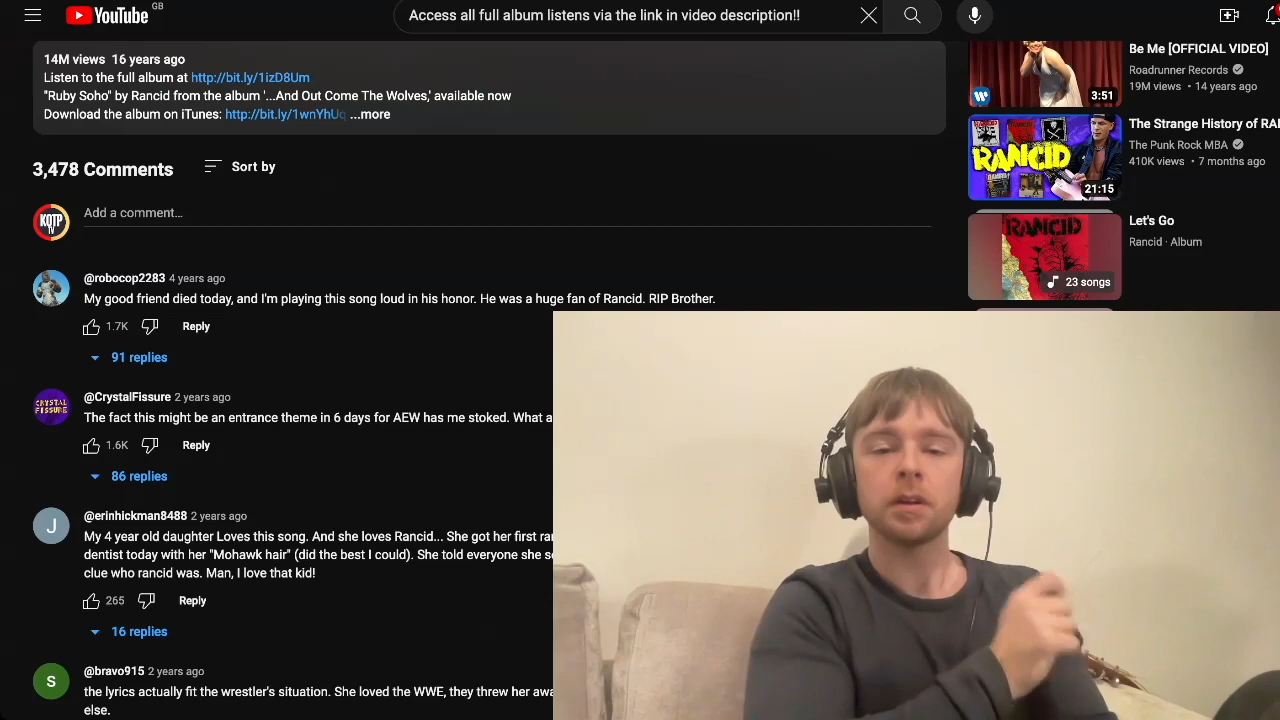 YouTube GB
Access all full album listens via the link in video description!!
14M views 16 years ago
Listen to the full album at http://bit.ly/1izD8Um
"Ruby Soho" by Rancid from the album '...And Out Come The Wolves,' available now
Download the album on iTunes: http://bit.ly/1wnYhUq ...more
3,478 Comments Sort by
KOTP
TV
Add a comment...
@robocop2283 4 years ago
My good friend died today, and I'm playing this song loud in his honor. He was a huge fan of Rancid. RIP Brother.
1.7K Reply
91 replies
CRYSTAL
FISSURE
@CrystalFissure 2 years ago
The fact this might be an entrance theme in 6 days for AEW has me stoked. What a
1.6K Reply
86 replies
J
@erinhickman8488 2 years ago
My 4 year old daughter Loves this song. And she loves Rancid... She got her first ran
dentist today with her "Mohawk hair" (did the best I could). She told everyone she s
clue who rancid was. Man, I love that kid!
265 Reply
16 replies
S
@bravo915 2 years ago
the lyrics actually fit the wrestler's situation. She loved the WWE, they threw her awa
else.
3:51
Be Me [OFFICIAL VIDEO]
Roadrunner Records
19M views • 14 years ago
RANCID
21:15
The Strange History of RA
The Punk Rock MBA
410K views • 7 months ago
RANCID
23 songs
Let's Go
Rancid · Album